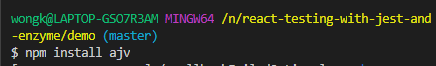 wongk@LAPTOP-GSO7R3AM MINGW64 /n/react-testing-with-jest-and
-enzyme/demo (master)
$ npm install ajv